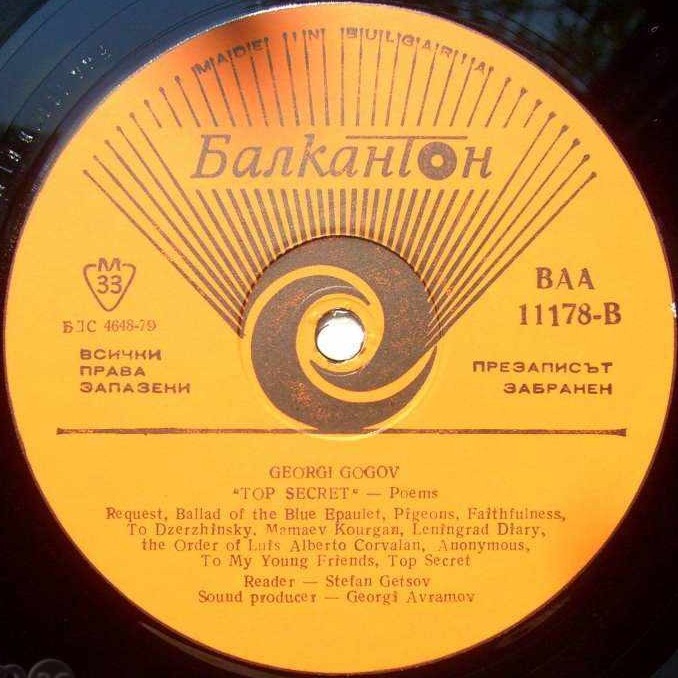 MADE IN BULGARIA
Балкантон
М
33
БДС 4648-79
ВСИЧКИ
ПРАВА
ЗАПАЗЕНИ
ВАА
11178-В
ПРЕЗАПИСЪТ
ЗАБРАНЕН
GEORGI GOGOV
“TOP SECRET“ — Poems
Request, Ballad of the Blue Epaulet, Pigeons, Faithfulness,
To Dzerzhinsky, Mamaev Kourgan, Leningrad Diary,
the Order of Luis Alberto Corvalan, Anonymous,
To My Young Friends, Top Secret
Reader — Stefan Getsov
Sound producer — Georgi Avramov